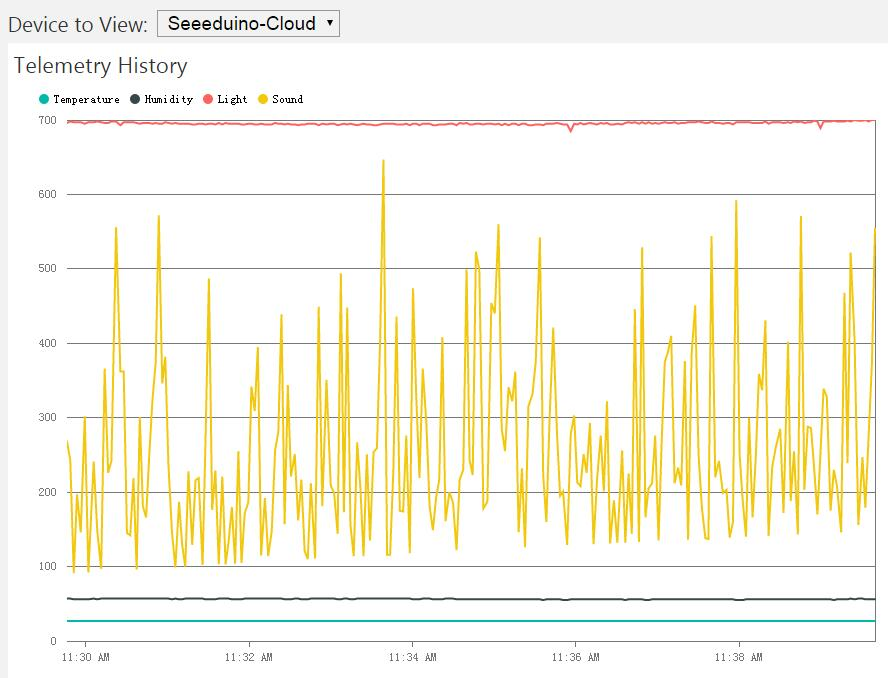 Device to View: Seeeduino-Cloud
Telemetry History
Temperature Humidity Light Sound
700
600
500
400
300
200
100
0
11:30 AM 11:32 AM 11:34 AM 11:36 AM 11:38 AM